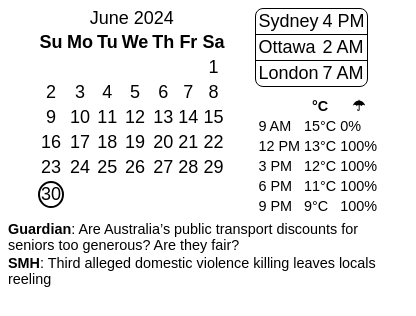 June 2024
Su Mo Tu We Th Fr Sa
1
2 3 4 5 6 7 8
9 10 11 12 13 14 15
16 17 18 19 20 21 22
23 24 25 26 27 28 29
30
Sydney 4 PM
Ottawa 2 AM
London 7 AM
°C ☂
9 AM 15°C 0%
12 PM 13°C 100%
3 PM 12°C 100%
6 PM 11°C 100%
9 PM 9°C 100%
Guardian: Are Australia's public transport discounts for
seniors too generous? Are they fair?
SMH: Third alleged domestic violence killing leaves locals
reeling